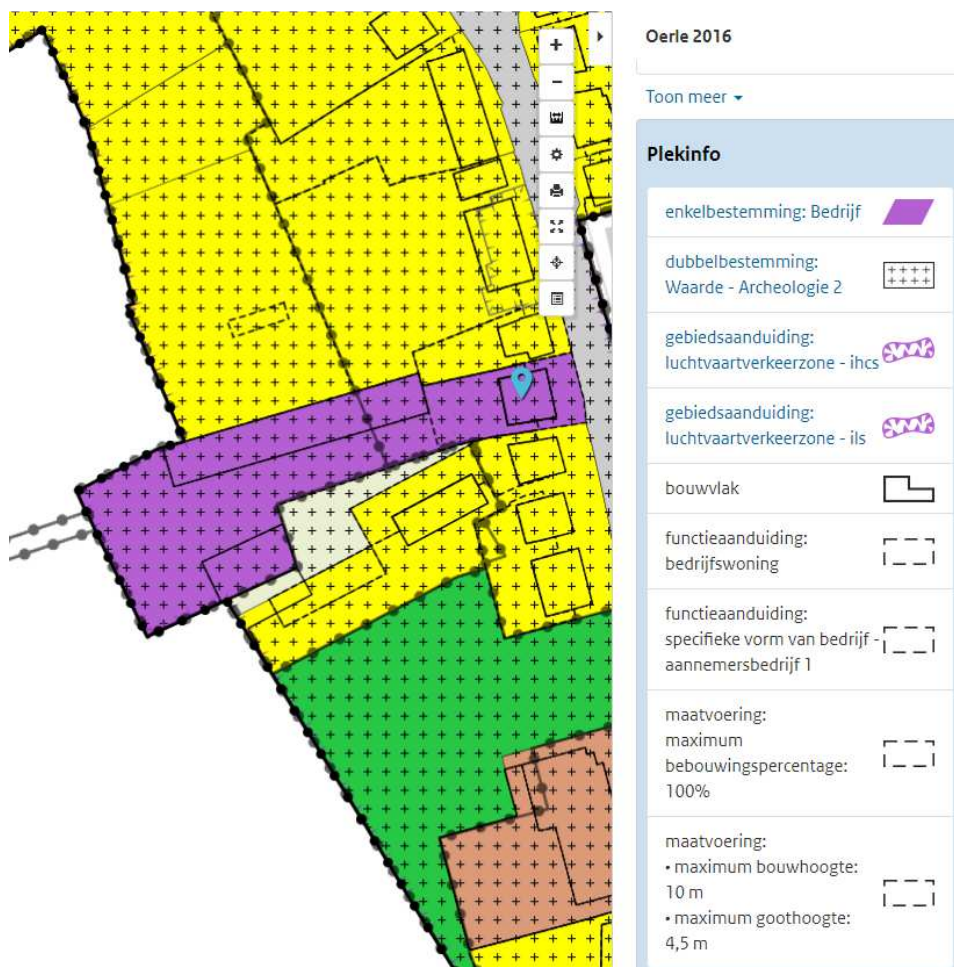 Oerle 2016
Toon meer
Plekinfo
enkelbestemming: Bedrijf
dubbelbestemming:
Waarde - Archeologie 2
gebiedsaanduiding:
luchtvaartverkeerzone - ihcs
gebiedsaanduiding:
luchtvaartverkeerzone - ils
bouwvlak
functieaanduiding:
bedrijfswoning
functieaanduiding:
specifieke vorm van bedrijf -
aannemersbedrijf 1
maatvoering:
maximum
bebouwingspercentage:
100%
maatvoering:
• maximum bouwhoogte:
10 m
• maximum goothoogte:
4,5 m